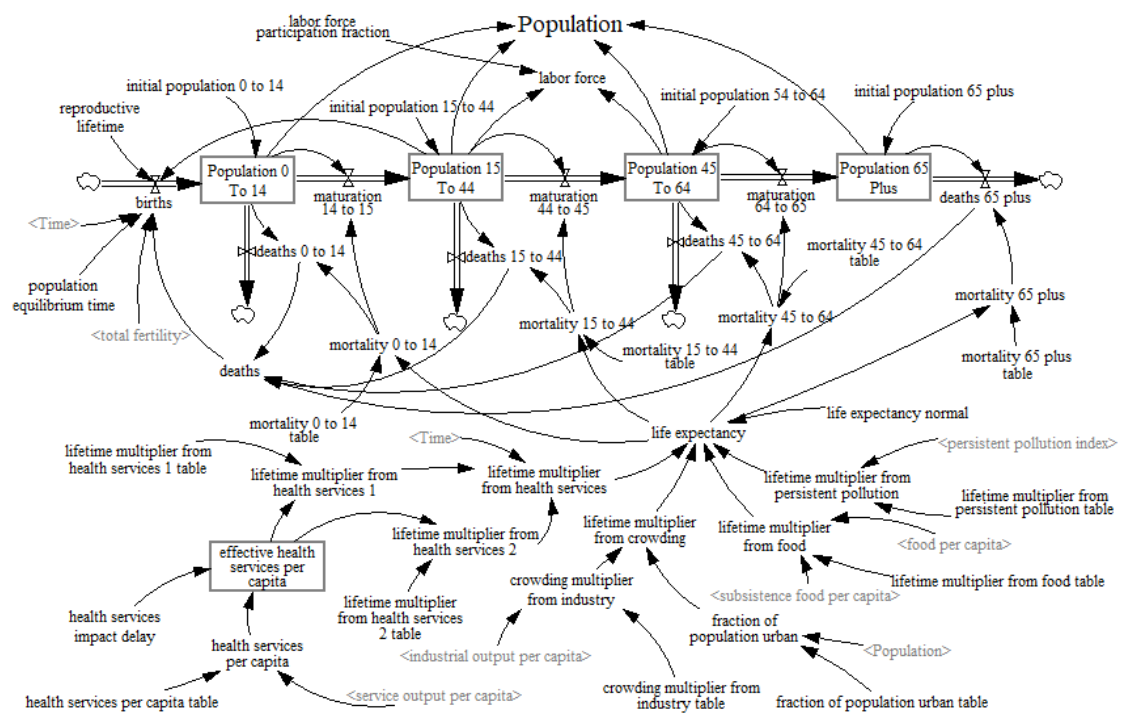 labor force
participation fraction
Population
labor force
initial population 0 to 14
initial population 15 to 44
initial population 54 to 64
initial population 65 plus
reproductive
lifetime
Population 0
To 14
Population 15
To 44
Population 45
To 64
Population 65
Plus
births
maturation
14 to 15
maturation
44 to 45
maturation
64 to 65
deaths 65 plus
<Time>
deaths 0 to 14
deaths 15 to 44
deaths 45 to 64
mortality 45 to 64
table
population
equilibrium time
<total fertility>
mortality 0 to 14
mortality 15 to 44
mortality 45 to 64
mortality 65 plus
mortality 15 to 44
table
mortality 65 plus
table
deaths
mortality 0 to 14
table
<Time>
life expectancy
life expectancy normal
<persistent pollution index>
lifetime multiplier from
health services 1 table
lifetime multiplier from
health services 1
lifetime multiplier
from health services
lifetime multiplier from
persistent pollution
lifetime multiplier from
persistent pollution table
lifetime multiplier from
health services 2
lifetime multiplier
from crowding
lifetime multiplier
from food
<food per capita>
effective health
services per
capita
crowding multiplier
from industry
lifetime multiplier from food table
<subsistence food per capita>
health services
impact delay
lifetime multiplier
from health services
2 table
fraction of
population urban
health services
per capita
<industrial output per capita>
<Population>
health services per capita table
<service output per capita>
crowding multiplier from
industry table
fraction of population urban table